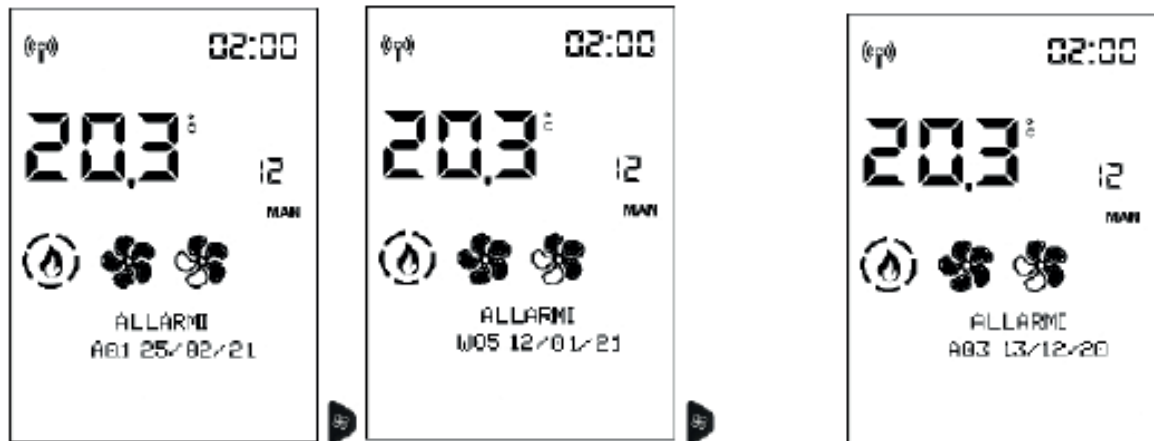 02:00
20.3 °C
12
MAN
ALLARMI
A01 25/02/21
02:00
20.3 °C
12
MAN
ALLARMI
W05 12/01/21
02:00
20.3 °C
12
MAN
ALLARMI
A03 13/12/20